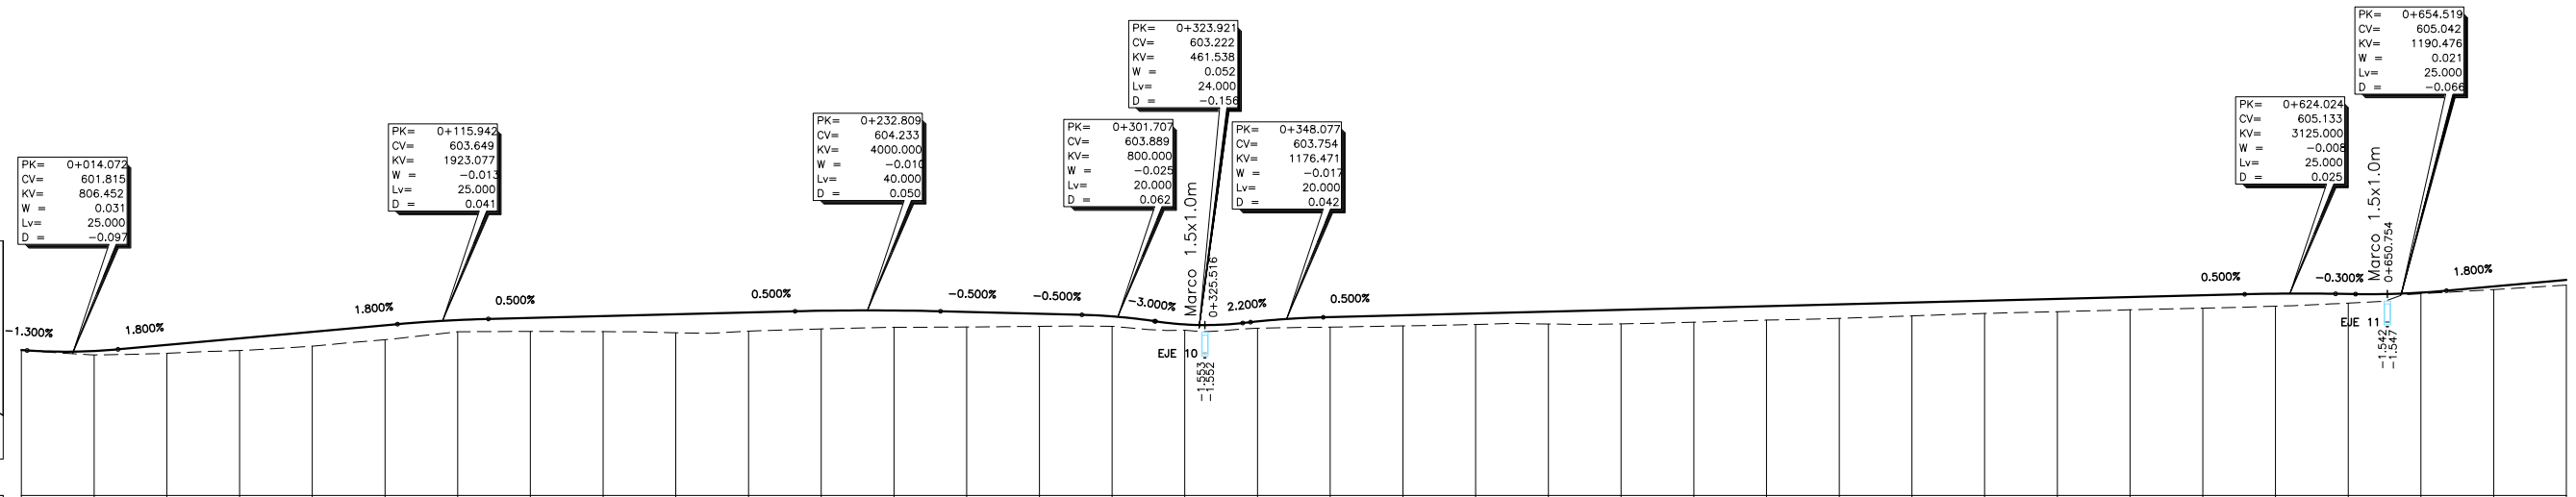 PK= 0+014.072
CV= 601.815
KV= 806.452
W = 0.031
Lv= 25.000
D = -0.097
PK= 0+115.942
CV= 603.649
KV= 1923.077
W = -0.013
Lv= 25.000
D = 0.041
PK= 0+232.809
CV= 604.233
KV= 4000.000
W = -0.010
Lv= 40.000
D = 0.050
PK= 0+301.707
CV= 603.889
KV= 800.000
W = -0.025
Lv= 20.000
D = 0.062
PK= 0+323.921
CV= 603.222
KV= 461.538
W = 0.052
Lv= 24.000
D = -0.156
PK= 0+348.077
CV= 603.754
KV= 1176.471
W = -0.017
Lv= 20.000
D = 0.042
PK= 0+624.024
CV= 605.133
KV= 3125.000
W = -0.008
Lv= 25.000
D = 0.025
PK= 0+654.519
CV= 605.042
KV= 1190.476
W = 0.021
Lv= 25.000
D = -0.066
-1.300%
1.800%
1.800%
0.500%
0.500%
-0.500%
-0.500%
-3.000%
Marco 1.5x1.0m
0+325.516
2.200%
0.500%
0.500%
-0.300%
Marco 1.5x1.0m
0+650.754
1.800%
EJE 10
-1.553
-1.552
EJE 11
-1.542
-1.547